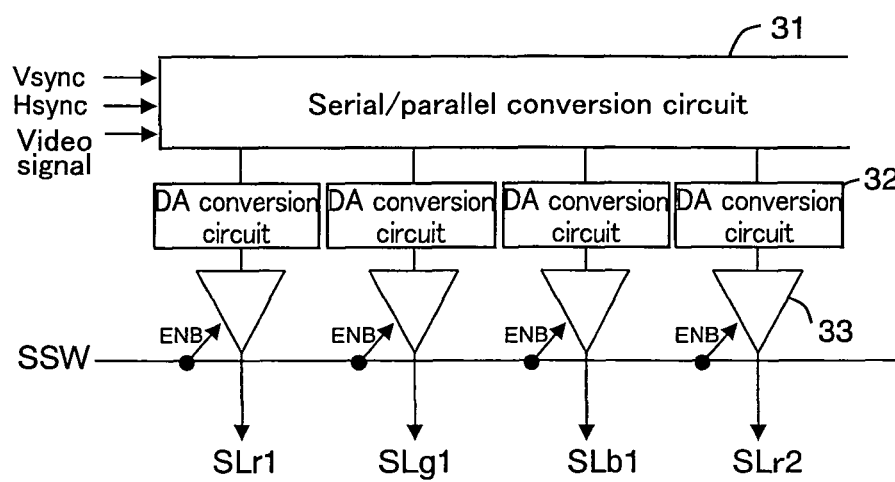 31
Vsync
Hsync
Video
signal
Serial/parallel conversion circuit
32
DA conversion
circuit
DA conversion
circuit
DA conversion
circuit
DA conversion
circuit
33
ENB
ENB
ENB
ENB
SSW
SLr1
SLg1
SLb1
SLr2